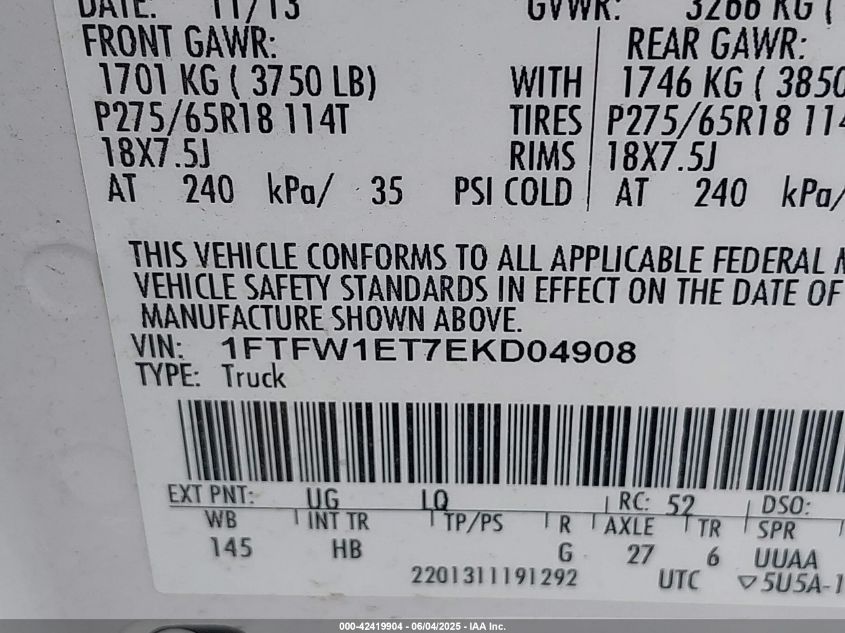 DATE: 11/13 GVWR: 3266 KG (
FRONT GAWR: REAR GAWR:
1701 KG ( 3750 LB) WITH 1746 KG ( 3850
P275/65R18 114T TIRES P275/65R18 114
18X7.5J RIMS 18X7.5J
AT 240 kPa/ 35 PSI COLD AT 240 kPa/
THIS VEHICLE CONFORMS TO ALL APPLICABLE FEDERAL M
VEHICLE SAFETY STANDARDS IN EFFECT ON THE DATE OF
MANUFACTURE SHOWN ABOVE.
VIN: 1FTFW1ET7EKD04908
TYPE: Truck
EXT PNT: UG LQ RC: 52 DSO:
WB INT TR TP/PS R AXLE TR SPR
145 HB G 27 6 UUAA
2201311191292 UTC ▽5U5A-1
000-42419904 - 06/04/2025 - IAA Inc.